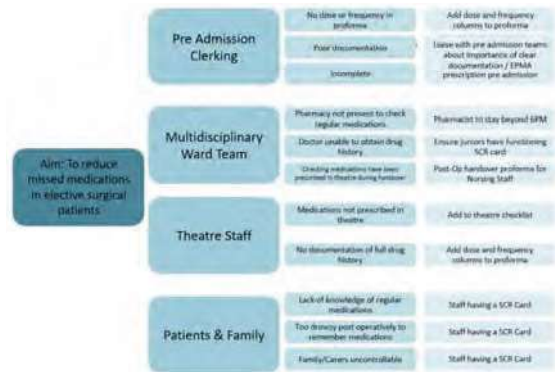 Aim: To reduce
missed medications
in elective surgical
patients
Pre Admission
Clerking
No dose or frequency in
proforma
Add dose and frequency
columns to proforma
Poor documentation
Liaise with pre admission teams
about importance of clear
documentation / EPMA
prescription pre admission
Incomplete
Multidisciplinary
Ward Team
Pharmacy not present to check
regular medications
Pharmacist to stay beyond 6PM
Doctor unable to obtain drug
history
Ensure juniors have functioning
SCR card
Checking medications have been
prescribed in theatre during handover
Post-Op handover proforma for
Nursing Staff
Theatre Staff
Medications not prescribed in
theatre
Add to theatre checklist
No documentation of full drug
history
Add dose and frequency
columns to proforma
Patients & Family
Lack of knowledge of regular
medications
Staff having a SCR Card
Too drowsy post operatively to
remember medications
Staff having a SCR Card
Family/Carers uncontrollable
Staff having a SCR Card